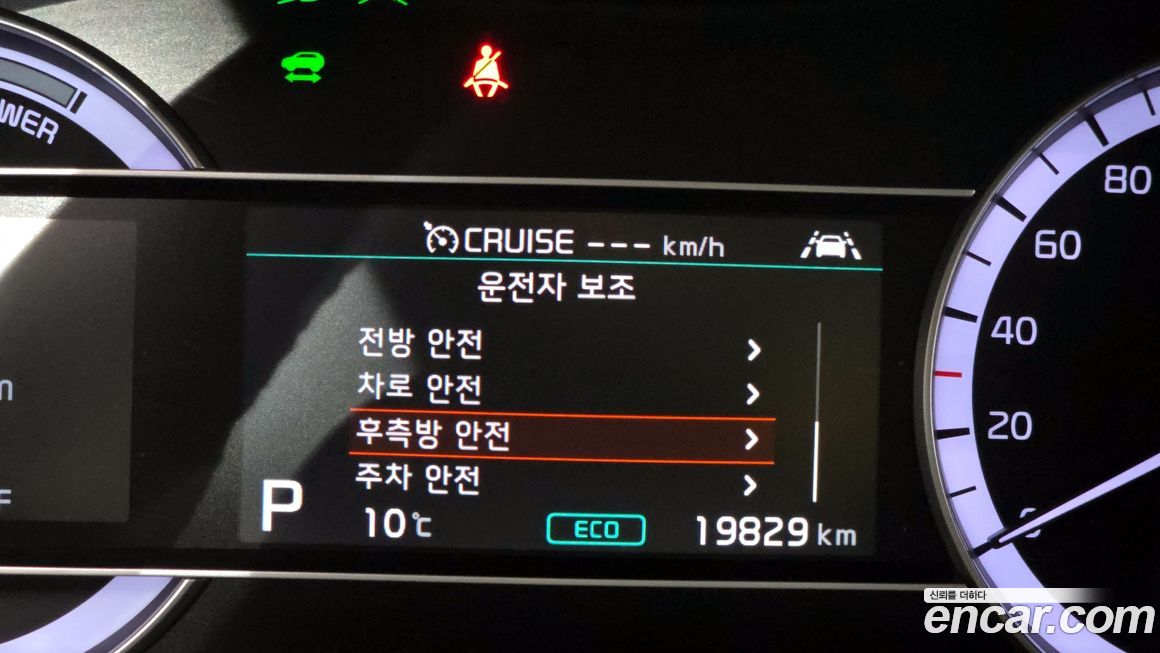 POWER
CRUISE --- km/h
운전자 보조
전방 안전
차로 안전
후측방 안전
주차 안전
P
10℃
ECO
19829 km
80
60
40
20
0
신뢰를 더하다
encar.com